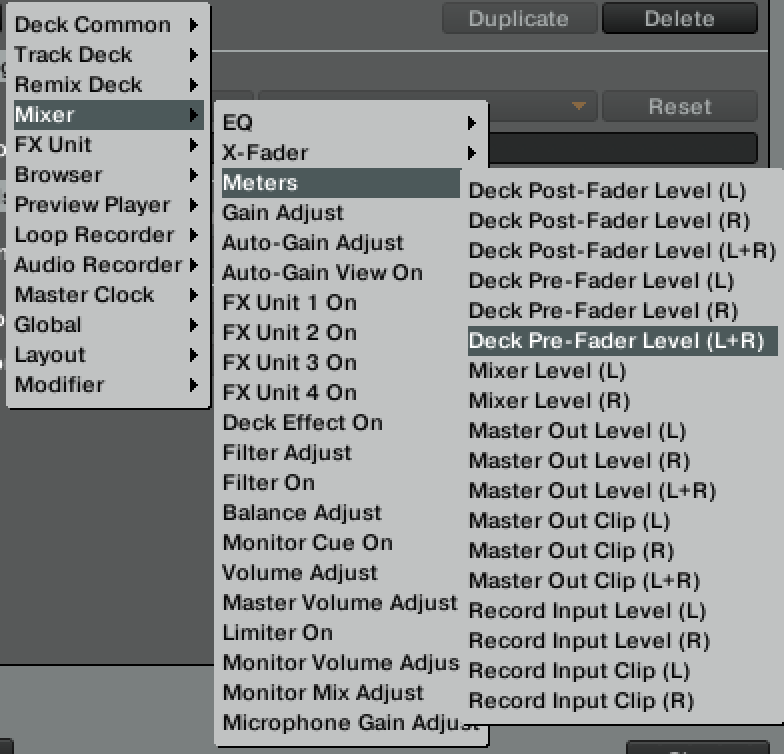 Duplicate
Delete
Reset
Deck Common
Track Deck
Remix Deck
Mixer
FX Unit
Browser
Preview Player
Loop Recorder
Audio Recorder
Master Clock
Global
Layout
Modifier
EQ
X-Fader
Meters
Gain Adjust
Auto-Gain Adjust
Auto-Gain View On
FX Unit 1 On
FX Unit 2 On
FX Unit 3 On
FX Unit 4 On
Deck Effect On
Filter Adjust
Filter On
Balance Adjust
Monitor Cue On
Volume Adjust
Master Volume Adjust
Limiter On
Monitor Volume Adjus
Monitor Mix Adjust
Microphone Gain Adjust
Deck Post-Fader Level (L)
Deck Post-Fader Level (R)
Deck Post-Fader Level (L+R)
Deck Pre-Fader Level (L)
Deck Pre-Fader Level (R)
Deck Pre-Fader Level (L+R)
Mixer Level (L)
Mixer Level (R)
Master Out Level (L)
Master Out Level (R)
Master Out Level (L+R)
Master Out Clip (L)
Master Out Clip (R)
Master Out Clip (L+R)
Record Input Level (L)
Record Input Level (R)
Record Input Clip (L)
Record Input Clip (R)